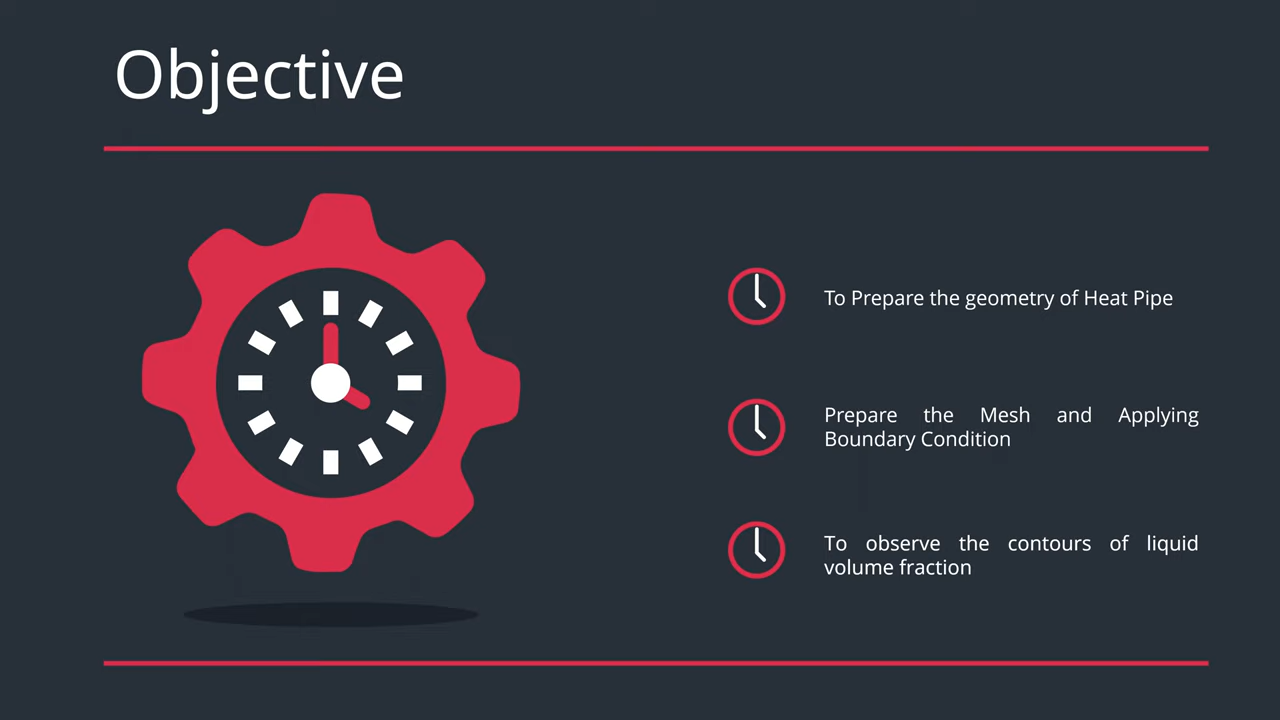 Objective
To Prepare the geometry of Heat Pipe
Prepare the Mesh and Applying
Boundary Condition
To observe the contours of liquid
volume fraction